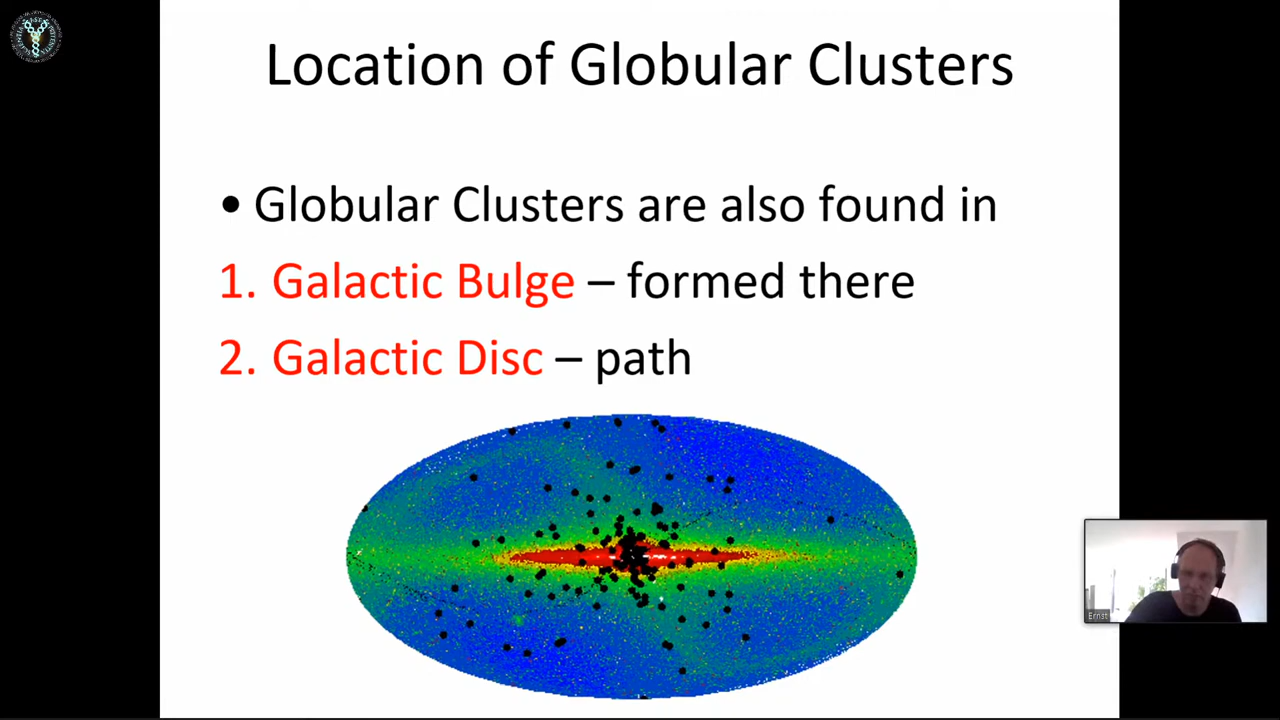 Location of Globular Clusters
• Globular Clusters are also found in
1. Galactic Bulge – formed there
2. Galactic Disc – path
Ernst